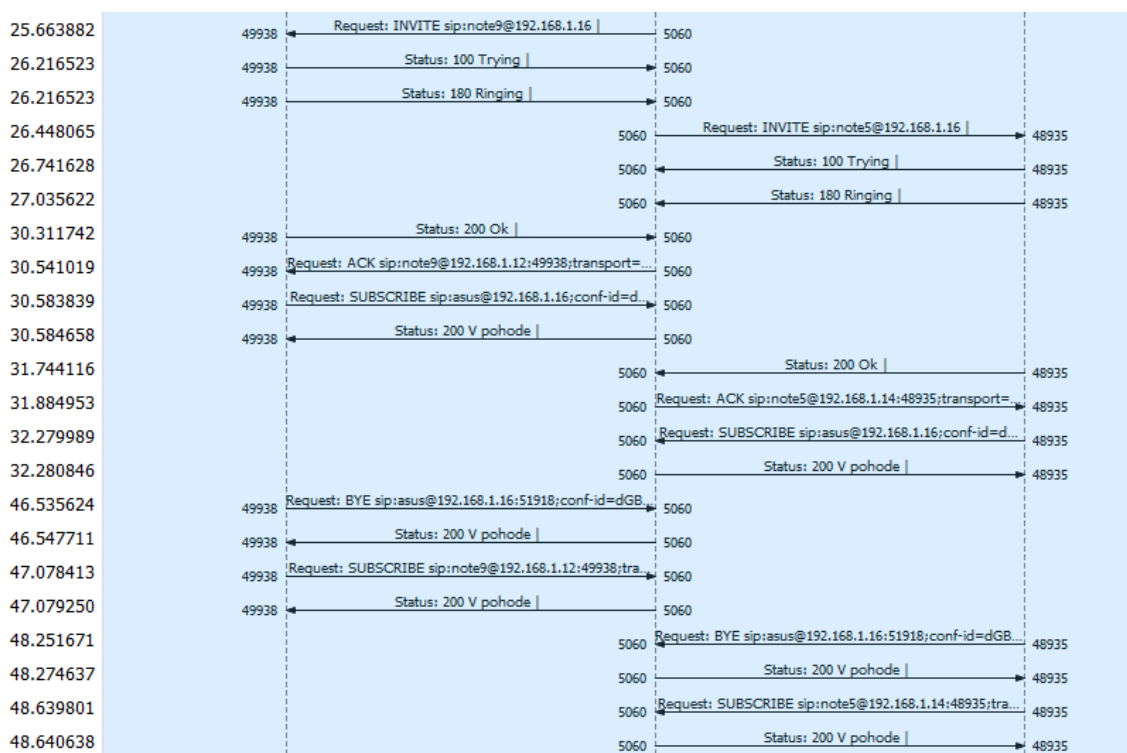 25.663882 49938 Request: INVITE sip:note9@192.168.1.16 | 5060
26.216523 49938 Status: 100 Trying | 5060
26.216523 49938 Status: 180 Ringing | 5060
26.448065 5060 Request: INVITE sip:note5@192.168.1.16 | 48935
26.741628 5060 Status: 100 Trying | 48935
27.035622 5060 Status: 180 Ringing | 48935
30.311742 49938 Status: 200 Ok | 5060
30.541019 49938 Request: ACK sip:note9@192.168.1.12:49938;transport=... 5060
30.583839 49938 Request: SUBSCRIBE sip:asus@192.168.1.16;conf-id=d... 5060
30.584658 49938 Status: 200 V pohode | 5060
31.744116 5060 Status: 200 Ok | 48935
31.884953 5060 Request: ACK sip:note5@192.168.1.14:48935;transport=... 48935
32.279989 5060 Request: SUBSCRIBE sip:asus@192.168.1.16;conf-id=d... 48935
32.280846 5060 Status: 200 V pohode | 48935
46.535624 49938 Request: BYE sip:asus@192.168.1.16:51918;conf-id=dGB... 5060
46.547711 49938 Status: 200 V pohode | 5060
47.078413 49938 Request: SUBSCRIBE sip:note9@192.168.1.12:49938;tra... 5060
47.079250 49938 Status: 200 V pohode | 5060
48.251671 5060 Request: BYE sip:asus@192.168.1.16:51918;conf-id=dGB... 48935
48.274637 5060 Status: 200 V pohode | 48935
48.639801 5060 Request: SUBSCRIBE sip:note5@192.168.1.14:48935;tra... 48935
48.640638 5060 Status: 200 V pohode | 48935